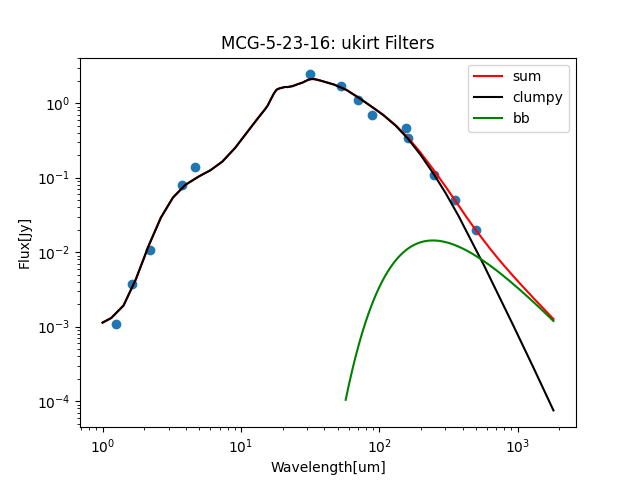 MCG-5-23-16: ukirt Filters
sum
clumpy
bb
Flux[Jy]
10^0
10^-1
10^-2
10^-3
10^-4
10^0 10^1 10^2 10^3
Wavelength[um]